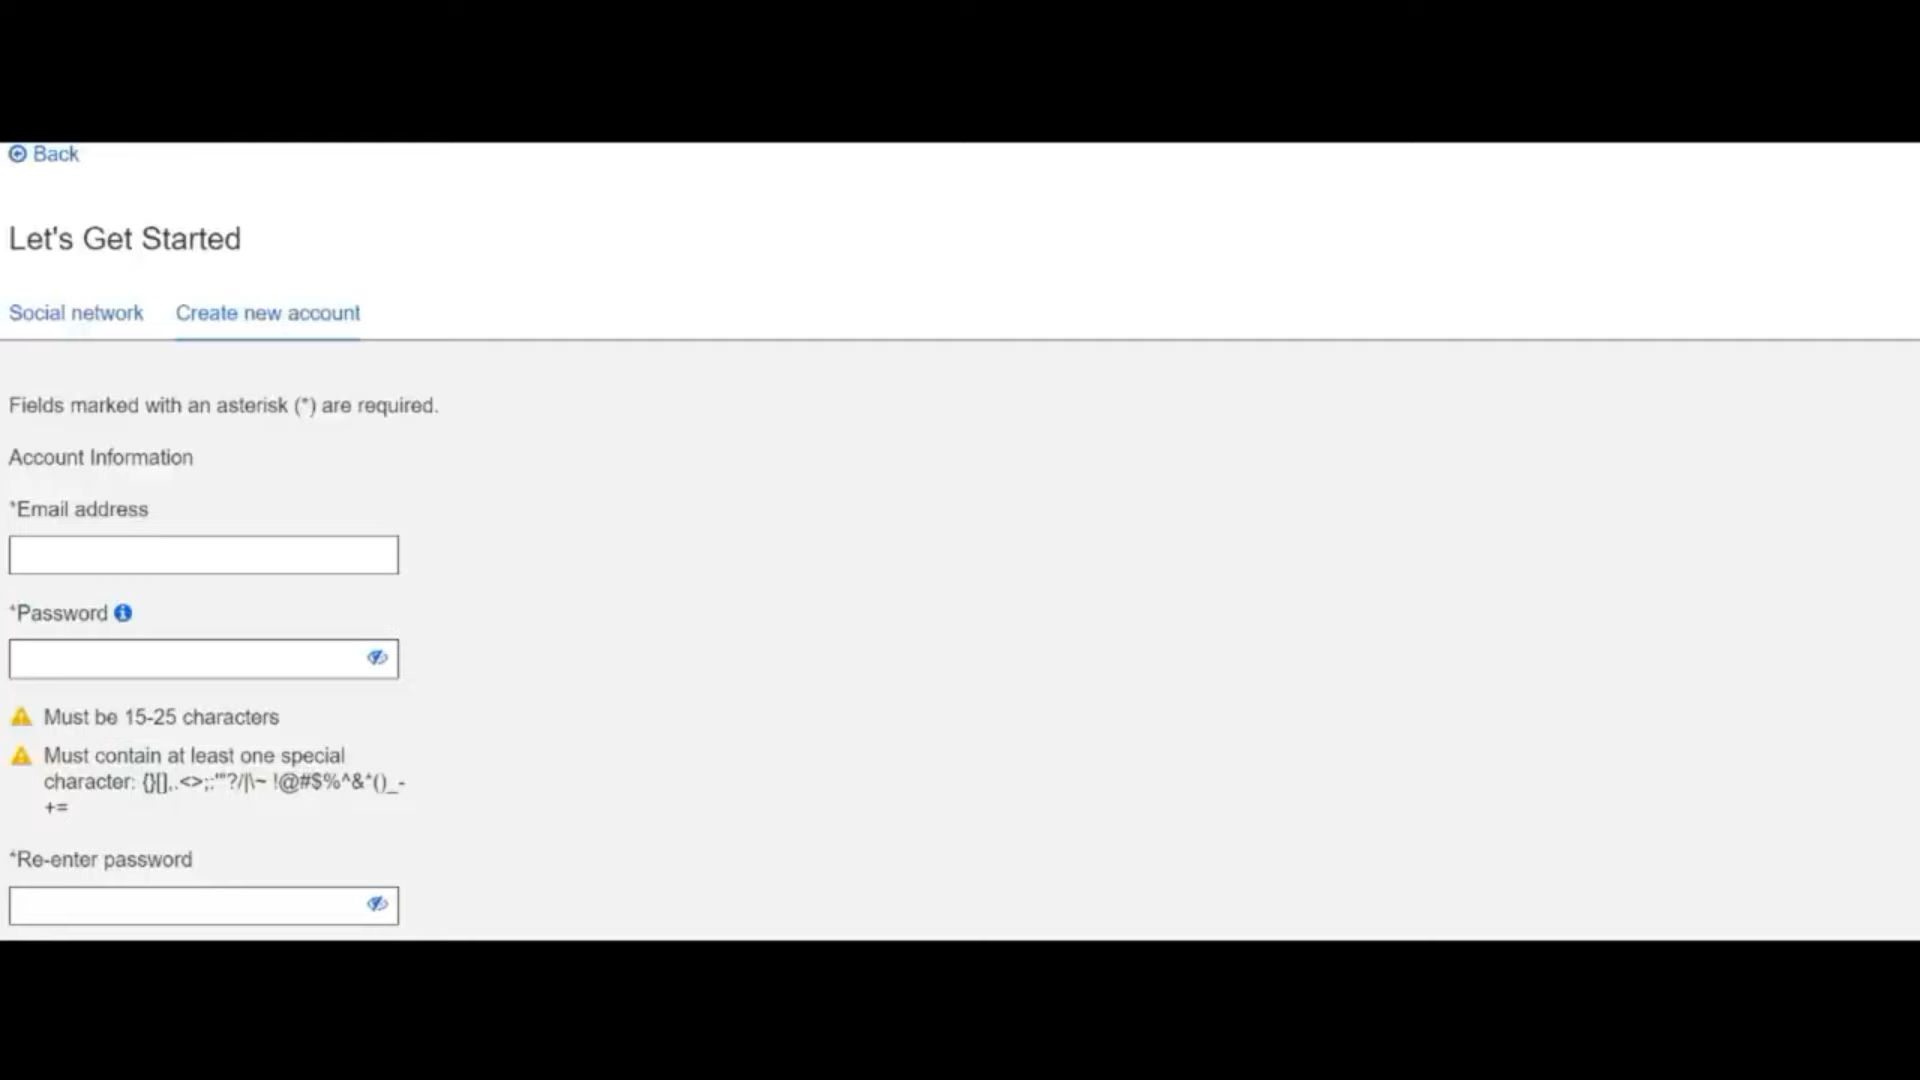 Back
Let's Get Started
Social network Create new account
Fields marked with an asterisk (*) are required.
Account Information
*Email address
*Password
Must be 15-25 characters
Must contain at least one special
character: {}[],.<>;:'"?/|\~ !@#$%^&*()_-
+=
*Re-enter password